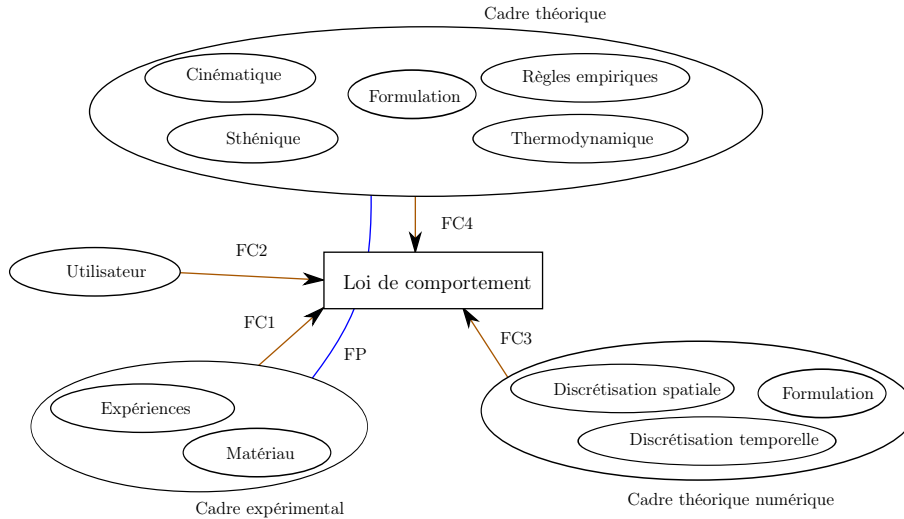 Cadre théorique
Cinématique
Formulation
Règles empiriques
Sthénique
Thermodynamique
FC4
FC2
Utilisateur
Loi de comportement
FC1
FP
FC3
Expériences
Matériau
Cadre expérimental
Discrétisation spatiale
Formulation
Discrétisation temporelle
Cadre théorique numérique